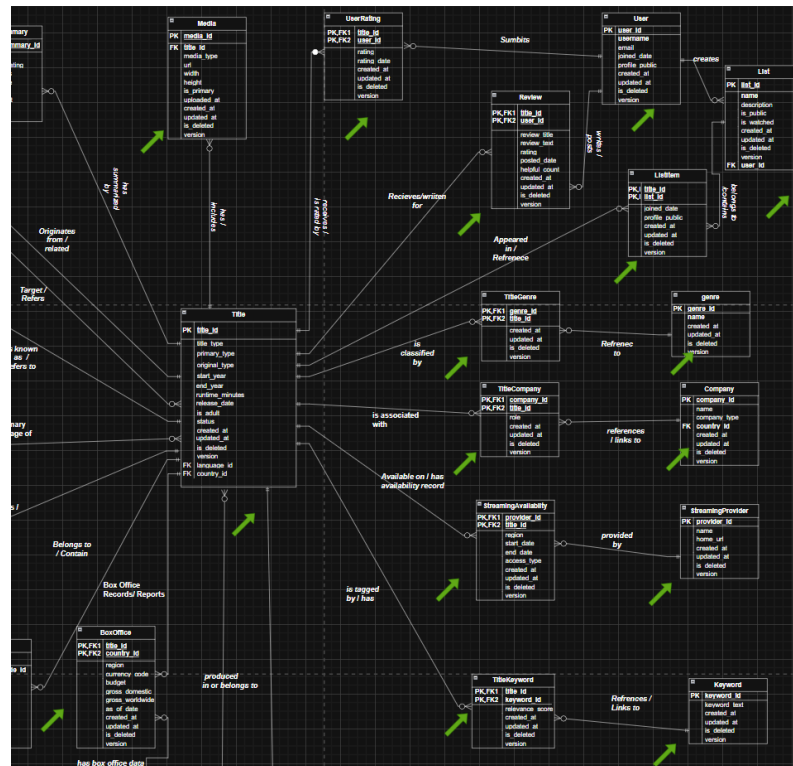 mmary
mmary_id
ating
Media
PK media_id
FK title_id
media_type
url
width
height
is_primary
uploaded_at
created_at
updated_at
is_deleted
version
UserRating
PK,FK1 title_id
PK,FK2 user_id
rating
rating_date
created_at
updated_at
is_deleted
version
Sumbits
User
PK user_id
username
email
joined_date
profile_public
created_at
updated_at
is_deleted
version
creates
List
PK list_id
name
description
is_public
is_watched
created_at
updated_at
is_deleted
version
FK user_id
Review
PK,FK1 title_id
PK,FK2 user_id
review_title
review_text
rating
posted_date
helpful_count
created_at
updated_at
is_deleted
version
writes /
posts
ListItem
PK, title_id
PK, list_id
joined_date
profile_public
created_at
updated_at
is_deleted
version
belongs to
/contains
has
summarized
by
has /
includes
receives /
is rated by
Recieves/wriiten
for
Originates
from /
related
Appeared
in /
Refrenece
Target /
Refers
s known
as /
efers to
mary
ge of
s /
Title
PK title_id
title_type
primary_type
original_type
start_year
end_year
runtime_minutes
release_date
is_adult
status
created_at
updated_at
is_deleted
version
FK language_id
FK country_id
is
classified
by
TitleGenre
PK,FK1 genre_id
PK,FK2 title_id
created_at
updated_at
is_deleted
version
Refrenec
to
genre
PK genre_id
name
created_at
updated_at
is_deleted
version
is associated
with
TitleCompany
PK,FK1 company_id
PK,FK2 title_id
role
created_at
updated_at
is_deleted
version
references
/ links to
Company
PK company_id
name
company_type
FK country_id
created_at
updated_at
is_deleted
version
Available on / has
availability record
StreamingAvailability
PK,FK1 provider_id
PK,FK2 title_id
region
start_date
end_date
access_type
created_at
updated_at
is_deleted
version
provided
by
StreamingProvider
PK provider_id
name
home_url
created_at
updated_at
is_deleted
version
Belongs to
/ Contain
Box Office
Records/ Reports
is tagged
by / has
BoxOffice
PK,FK1 title_id
PK,FK2 country_id
region
currency_code
budget
gross_domestic
gross_worldwide
as_of_date
created_at
updated_at
is_deleted
version
has box office data
produced
in or belongs to
TitleKeyword
PK,FK1 title_id
PK,FK2 keyword_id
relevance_score
created_at
updated_at
is_deleted
version
Refrences /
Links to
Keyword
PK keyword_id
keyword_text
created_at
updated_at
is_deleted
version